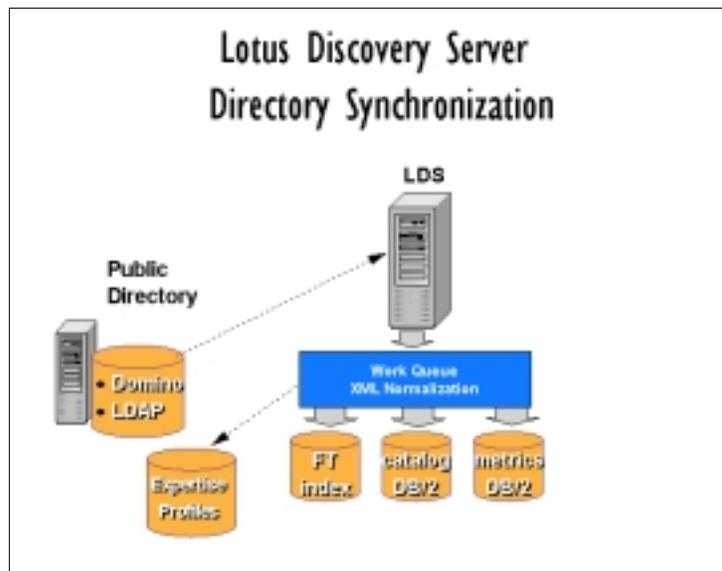 Lotus Discovery Server
Directory Synchronization
LDS
Public
Directory
• Domino
• LDAP
Work Queue
XML Normalization
FT
index
catalog
DB/2
metrics
DB/2
Expertise
Profiles